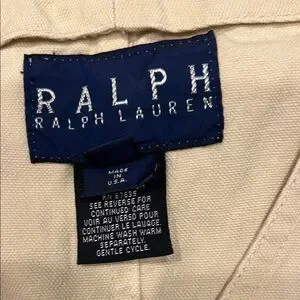 RALPH
RALPH LAUREN
MADE
IN
U.S.A.
SEE REVERSE FOR
CONTINUED CARE
VOIR AU VERSO POUR
CONTINUER LE LAVAGE.
MACHINE WASH WARM
SEPARATELY.
GENTLE CYCLE.